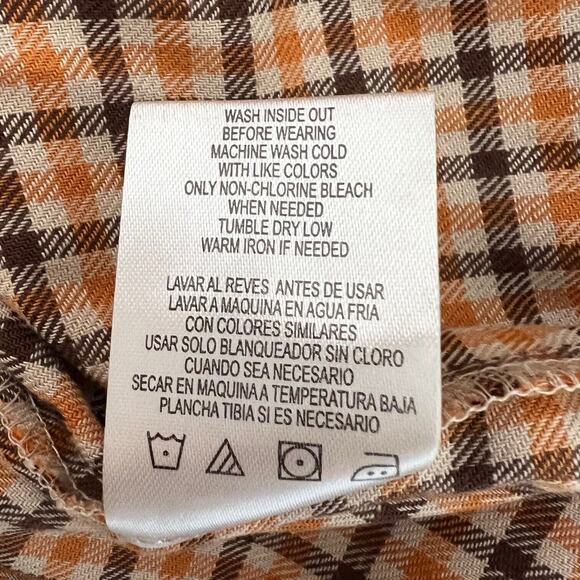 WASH INSIDE OUT
BEFORE WEARING
MACHINE WASH COLD
WITH LIKE COLORS
ONLY NON-CHLORINE BLEACH
WHEN NEEDED
TUMBLE DRY LOW
WARM IRON IF NEEDED
LAVAR AL REVES ANTES DE USAR
LAVAR A MAQUINA EN AGUA FRIA
CON COLORES SIMILARES
USAR SOLO BLANQUEADOR SIN CLORO
CUANDO SEA NECESARIO
SECAR EN MAQUINA A TEMPERATURA BAJA
PLANCHA TIBIA SI ES NECESARIO